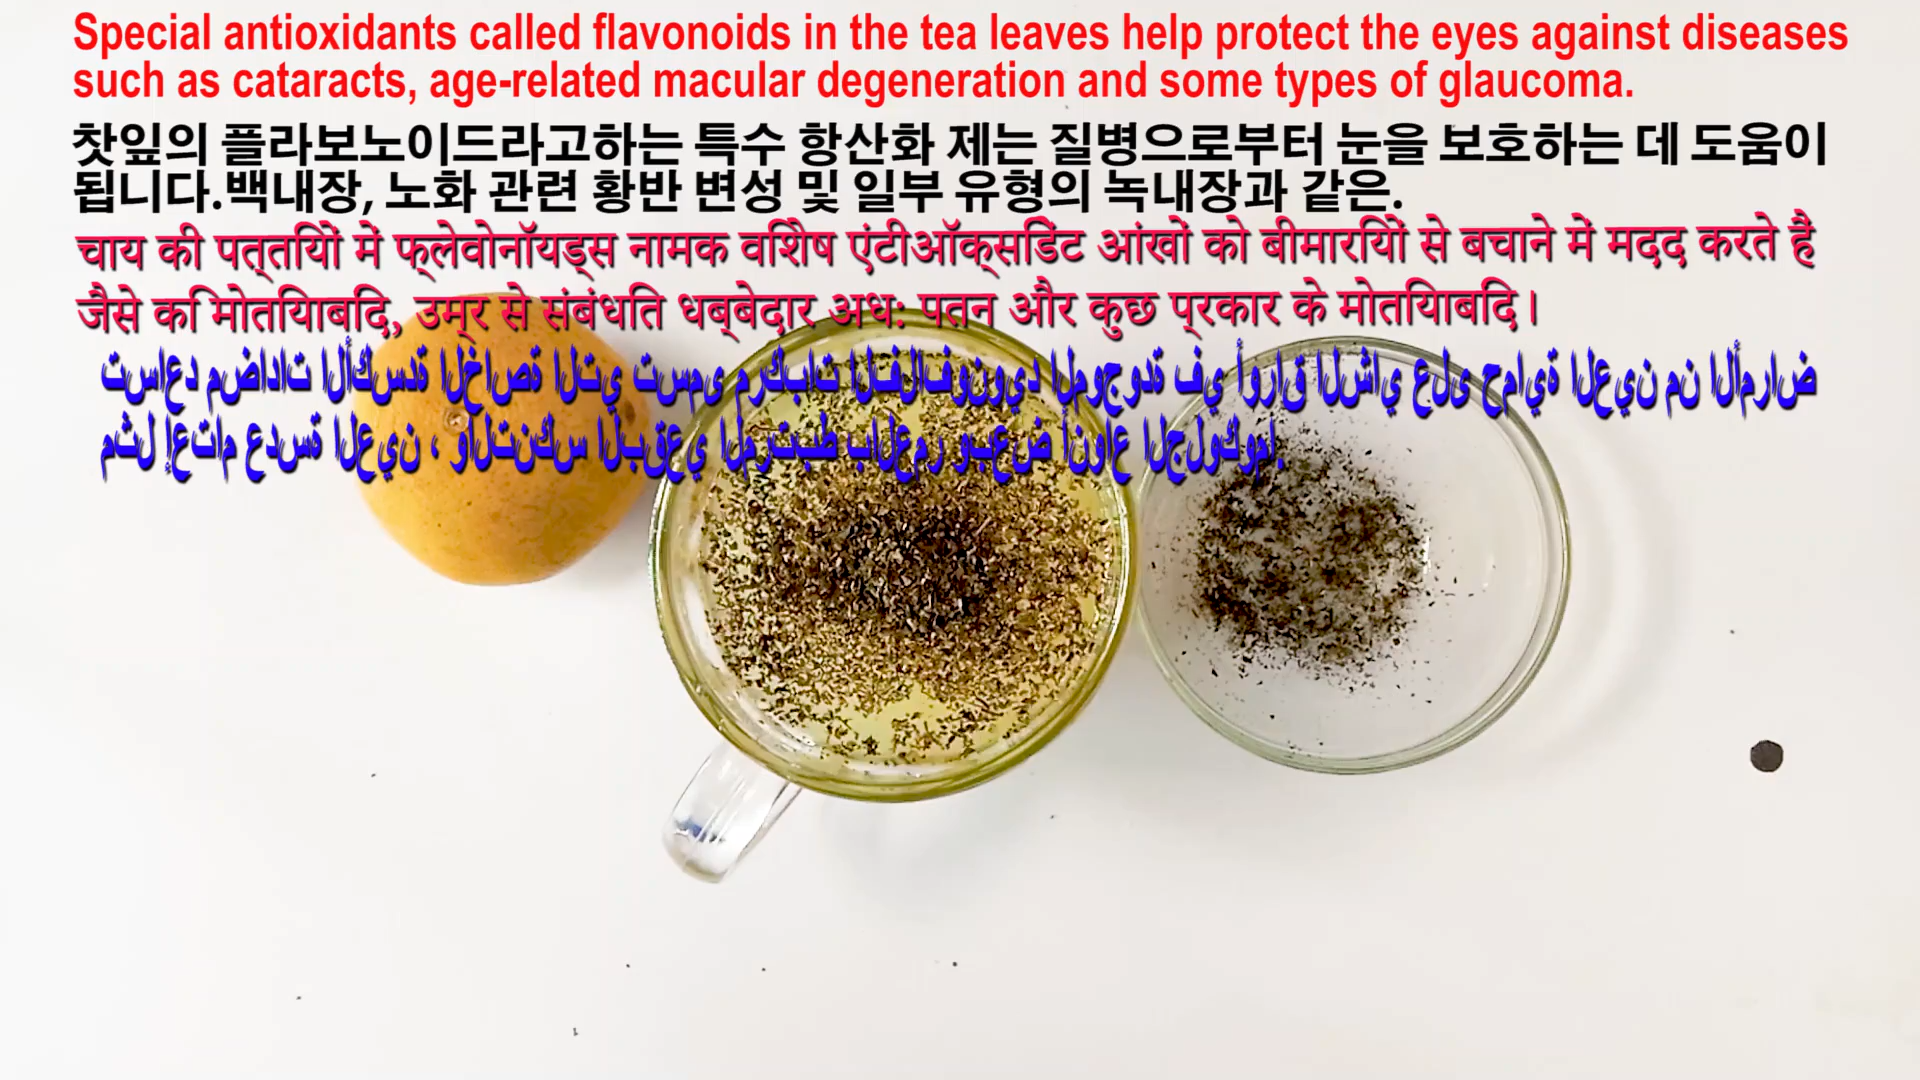 Special antioxidants called flavonoids in the tea leaves help protect the eyes against diseases
such as cataracts, age-related macular degeneration and some types of glaucoma.
찻잎의 플라보노이드라고하는 특수 항산화 제는 질병으로부터 눈을 보호하는 데 도움이
됩니다.백내장, 노화 관련 황반 변성 및 일부 유형의 녹내장과 같은.
चाय की पत्तियों में फ्लेवोनॉयड्स नामक विशेष एंटीऑक्सिडेंट आंखों को बीमारियों से बचाने में मदद करते हैं
जैसे कि मोतियाबिंद, उम्र से संबंधित धब्बेदार अध: पतन और कुछ प्रकार के मोतियाबिंद।
تساعد مضادات الأكسدة الخاصة التي تسمى مركبات الفلافونويد الموجودة في أوراق الشاي على حماية العين من الأمراض
مثل إعتام عدسة العين ، والتنكس البقعي المرتبط بالعمر وبعض أنواع الجلوكوما.